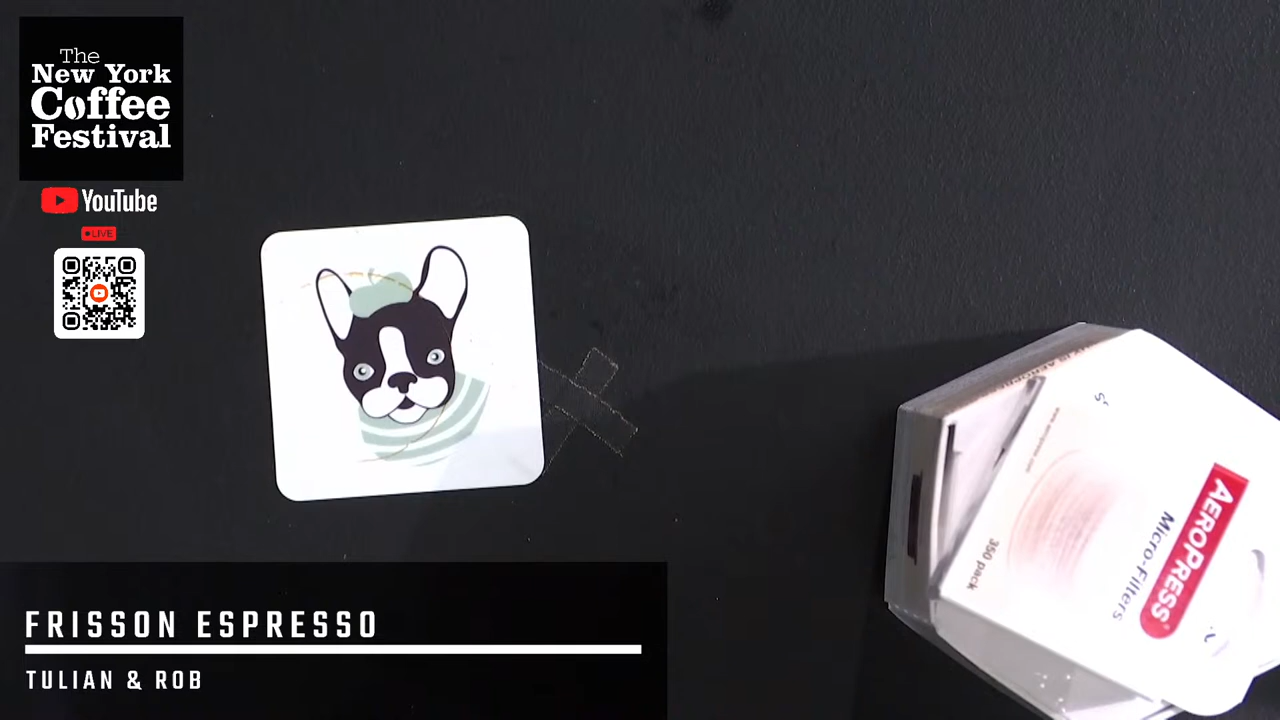 The
New York
Coffee
Festival
YouTube
LIVE
350 pack
AEROPRESS
Micro-Filters
FRISSON ESPRESSO
TULIAN & ROB